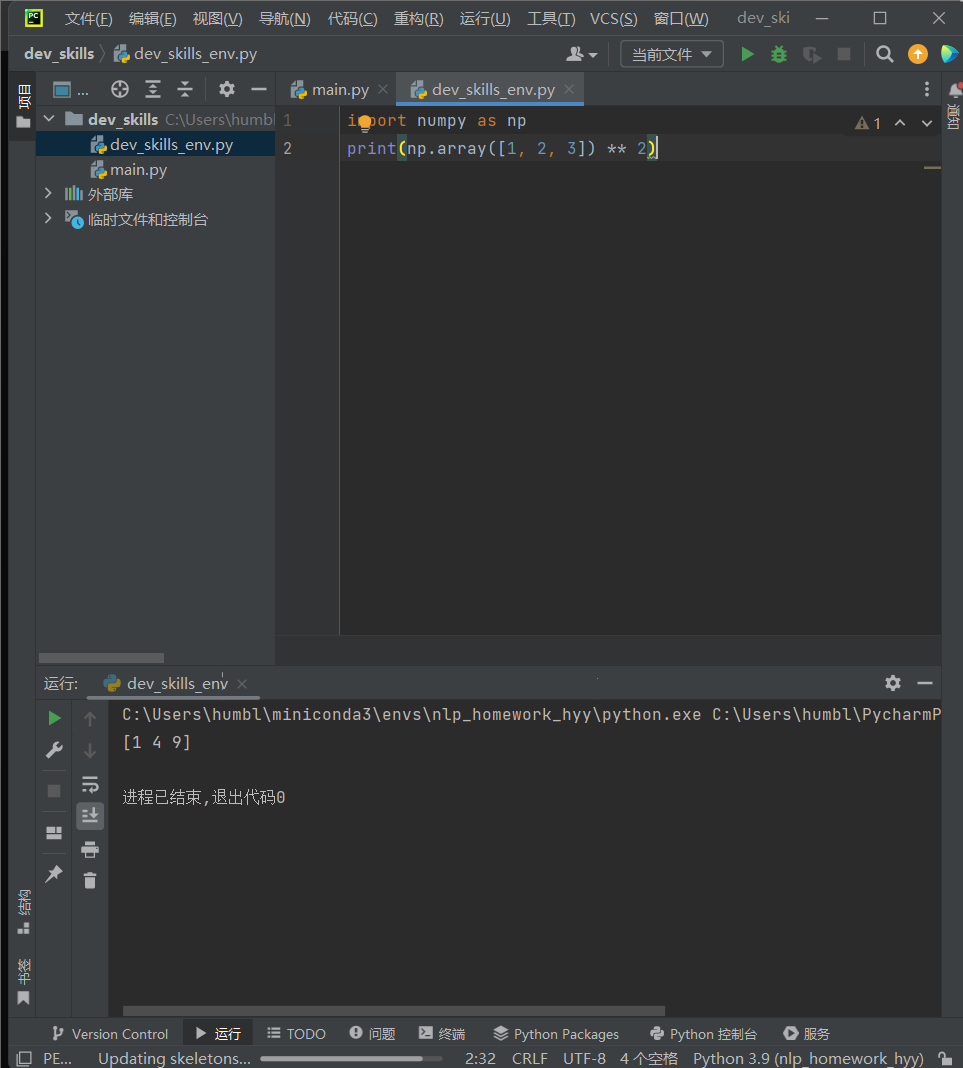 PC 文件(F) 编辑(E) 视图(V) 导航(N) 代码(C) 重构(R) 运行(U) 工具(T) VCS(S) 窗口(W) dev_ski
dev_skills dev_skills_env.py 当前文件
项目
... main.py dev_skills_env.py
通知
dev_skills C:\Users\humbl
dev_skills_env.py
main.py
外部库
临时文件和控制台
1 import numpy as np
2 print(np.array([1, 2, 3]) ** 2)
1
运行: dev_skills_env
C:\Users\humbl\miniconda3\envs\nlp_homework_hyy\python.exe C:\Users\humbl\PycharmP
[1 4 9]
进程已结束,退出代码0
结构
书签
Version Control 运行 TODO 问题 终端 Python Packages Python 控制台 服务
PE... Updating skeletons... 2:32 CRLF UTF-8 4 个空格 Python 3.9 (nlp_homework_hyy)